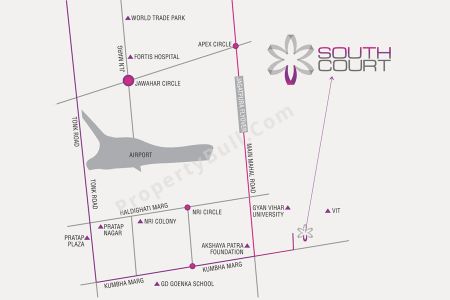 WORLD TRADE PARK
JLN MARG
FORTIS HOSPITAL
APEX CIRCLE
JAWAHAR CIRCLE
SOUTH
COURT
JAGATPURA FLYOVER
TONK ROAD
AIRPORT
MAIN MAHAL ROAD
PropertyBull.Com
TONK ROAD
HALDIGHATI MARG
NRI CIRCLE
GYAN VIHAR
UNIVERSITY
VIT
NRI COLONY
PRATAP
NAGAR
PRATAP
PLAZA
AKSHAYA PATRA
FOUNDATION
KUMBHA MARG
KUMBHA MARG
GD GOENKA SCHOOL